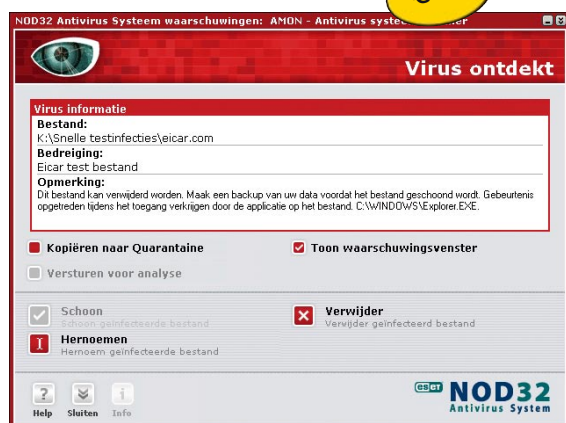 NOD32 Antivirus Systeem waarschuwingen: AMON - Antivirus
Virus ontdekt
Virus informatie
Bestand:
K:\Snelle testinfecties\eicar.com
Bedreiging:
Eicar test bestand
Opmerking:
Dit bestand kan verwijderd worden. Maak een backup van uw data voordat het bestand geschoond wordt. Gebeurtenis
opgetreden tijdens het toegang verkrijgen door de applicatie op het bestand. C:\WINDOWS\Explorer.EXE.
Kopiëren naar Quarantaine
Toon waarschuwingsvenster
Versturen voor analyse
Schoon
Schoon geïnfecteerde bestand
Verwijder
Verwijder geïnfecteerd bestand
Hernoemen
Hernoem geïnfecteerde bestand
Help Sluiten Info
eset NOD32
Antivirus System